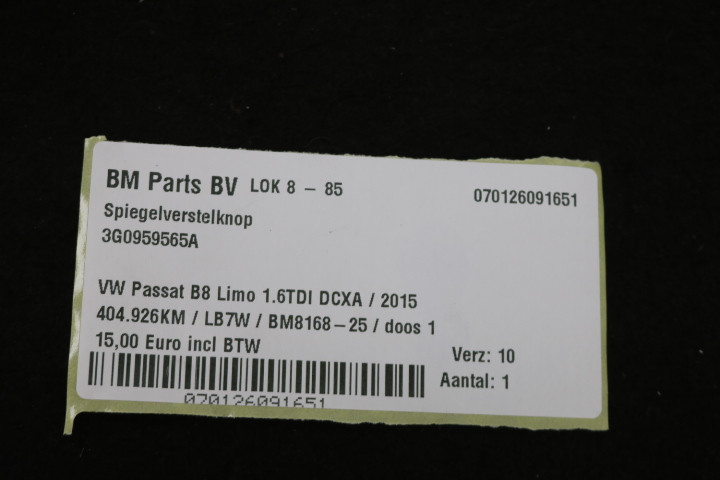 BM Parts BV LOK 8 - 85 070126091651
Spiegelverstelknop
3G0959565A
VW Passat B8 Limo 1.6TDI DCXA / 2015
404.926KM / LB7W / BM8168-25 / doos 1
15,00 Euro incl BTW Verz: 10
Aantal: 1
070126091651